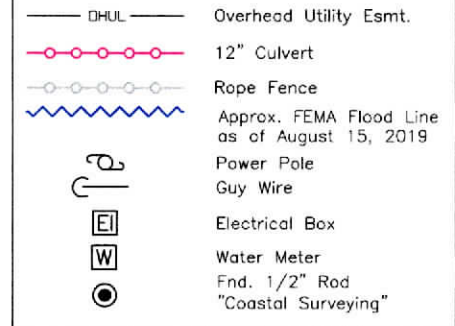 OHUL Overhead Utility Esmt.
12" Culvert
Rope Fence
Approx. FEMA Flood Line
as of August 15, 2019
Power Pole
Guy Wire
EI Electrical Box
W Water Meter
Fnd. 1/2" Rod
"Coastal Surveying"